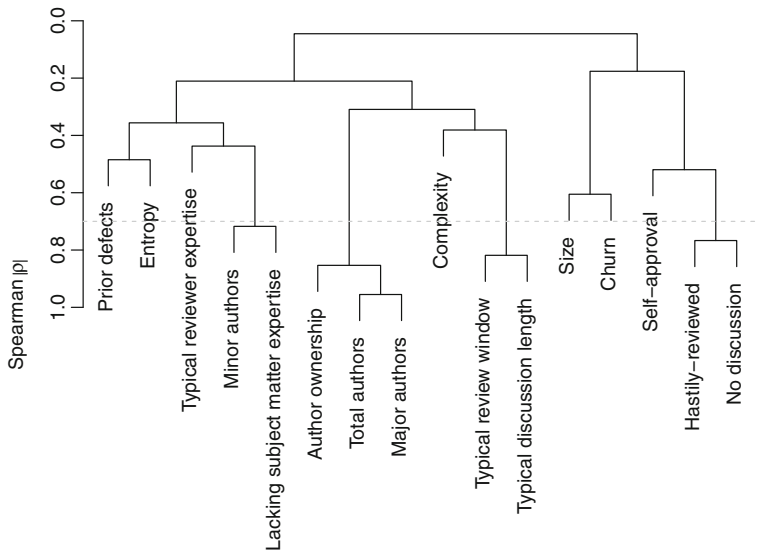 0.0
0.2
0.4
0.6
0.8
1.0
Spearman |ρ|
Prior defects
Entropy
Typical reviewer expertise
Minor authors
Lacking subject matter expertise
Author ownership
Total authors
Major authors
Complexity
Typical review window
Typical discussion length
Size
Churn
Self−approval
Hastily−reviewed
No discussion